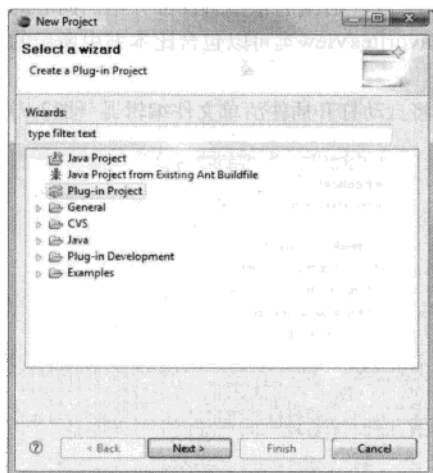 New Project
Select a wizard
Create a Plug-in Project
Wizards:
type filter text
Java Project
Java Project from Existing Ant Buildfile
Plug-in Project
General
CVS
Java
Plug-in Development
Examples
< Back
Next >
Finish
Cancel